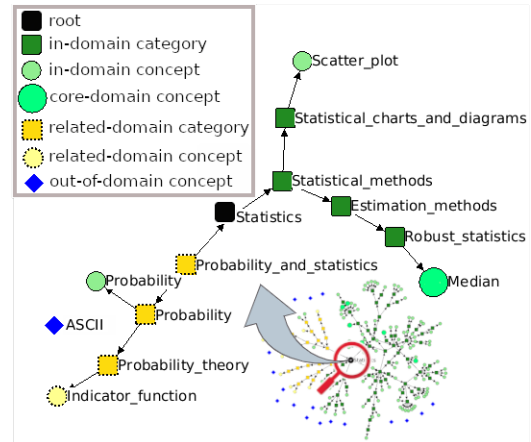 root
in-domain category
in-domain concept
core-domain concept
related-domain category
related-domain concept
out-of-domain concept
Scatter_plot
Statistical_charts_and_diagrams
Statistical_methods
Estimation_methods
Statistics
Robust_statistics
Probability_and_statistics
Probability
Median
Probability
ASCII
Probability_theory
Indicator_function